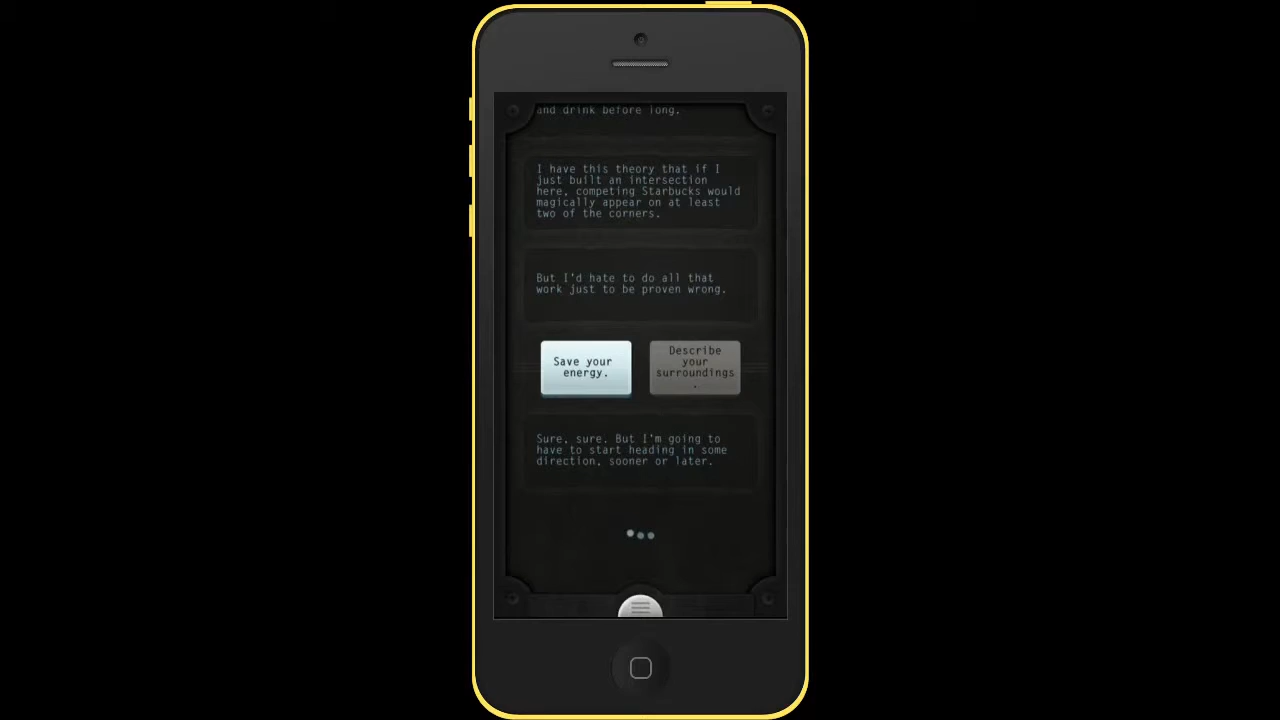 and drink before long.
I have this theory that if I
just built an intersection
here, competing Starbucks would
magically appear on at least
two of the corners.
But I'd hate to do all that
work just to be proven wrong.
Save your
energy.
Describe
your
surroundings
.
Sure, sure. But I'm going to
have to start heading in some
direction, sooner or later.